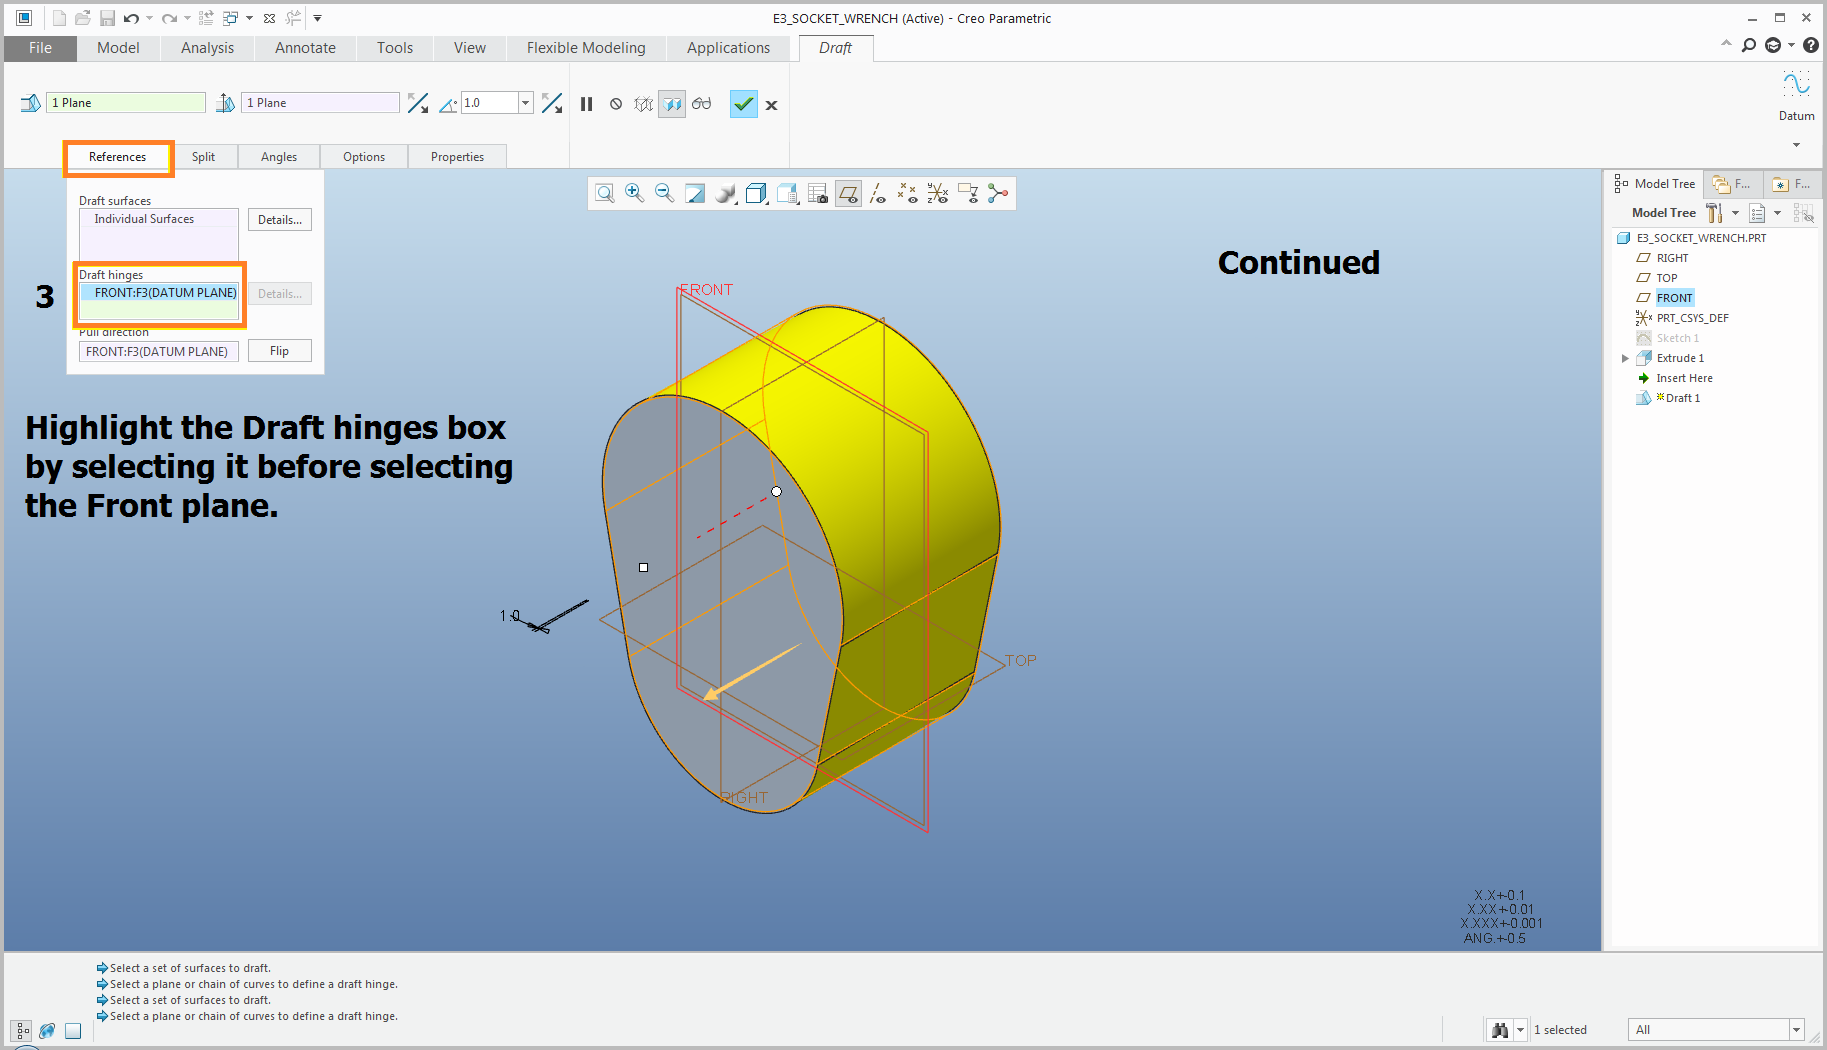 E3_SOCKET_WRENCH (Active) - Creo Parametric
File Model Analysis Annotate Tools View Flexible Modeling Applications Draft
1 Plane 1 Plane 1.0
Datum
References Split Angles Options Properties
Draft surfaces
Individual Surfaces Details...
Draft hinges
FRONT:F3(DATUM PLANE) Details...
3
Pull direction
FRONT:F3(DATUM PLANE) Flip
Continued
Highlight the Draft hinges box
by selecting it before selecting
the Front plane.
FRONT
1.0
TOP
RIGHT
X.X+-0.1
X.XX+-0.01
X.XXX+-0.001
ANG.+-0.5
Model Tree F... F...
Model Tree
E3_SOCKET_WRENCH.PRT
RIGHT
TOP
FRONT
PRT_CSYS_DEF
Sketch 1
Extrude 1
Insert Here
Draft 1
Select a set of surfaces to draft.
Select a plane or chain of curves to define a draft hinge.
Select a set of surfaces to draft.
Select a plane or chain of curves to define a draft hinge.
1 selected All